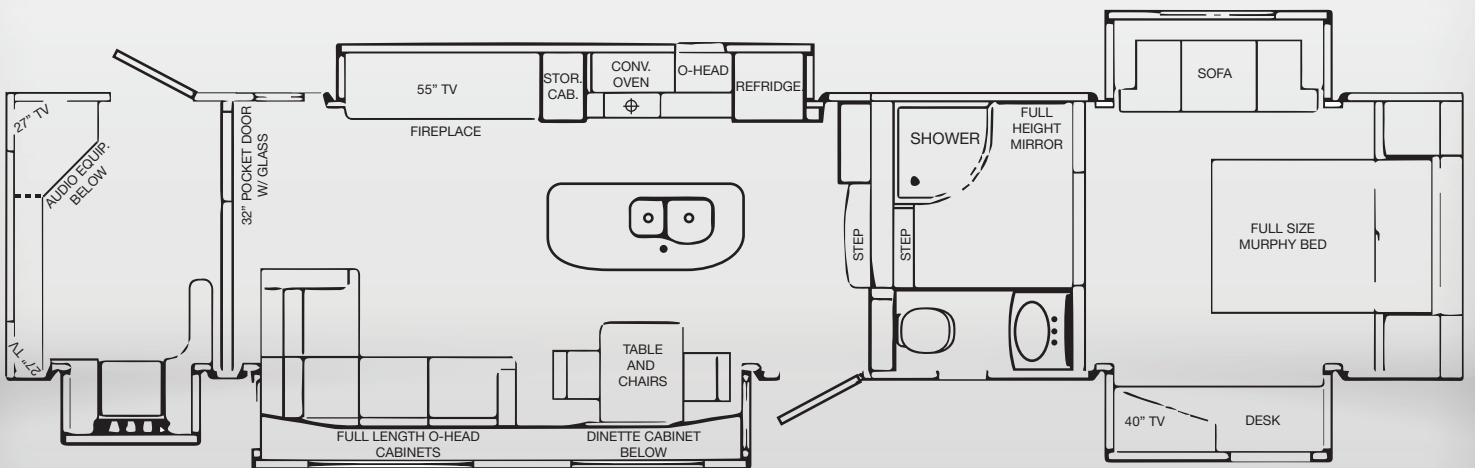 27" TV
AUDIO EQUIP.
BELOW
27" TV
32" POCKET DOOR
W/ GLASS
55" TV
FIREPLACE
STOR.
CAB.
CONV.
OVEN
O-HEAD
REFRIDGE.
TABLE
AND
CHAIRS
FULL LENGTH O-HEAD
CABINETS
DINETTE CABINET
BELOW
STEP
STEP
SHOWER
FULL
HEIGHT
MIRROR
SOFA
FULL SIZE
MURPHY BED
40" TV
DESK